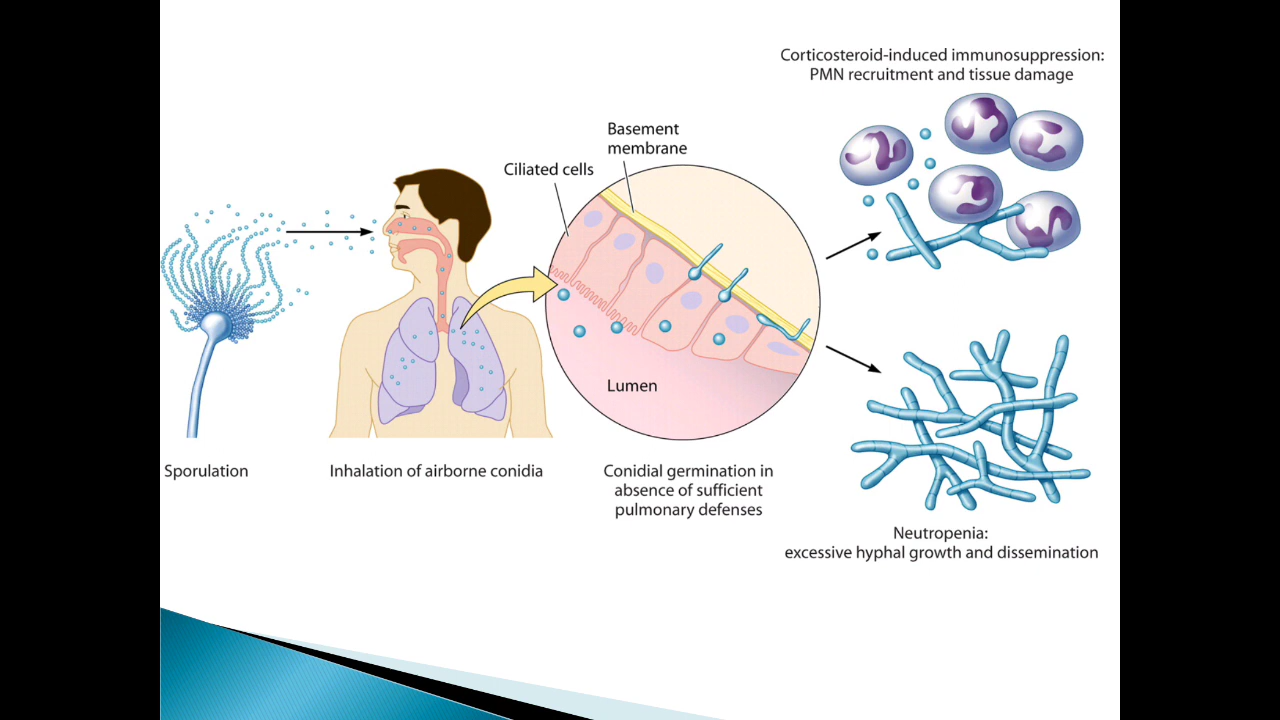 Corticosteroid-induced immunosuppression:
PMN recruitment and tissue damage
Basement
membrane
Ciliated cells
Lumen
Sporulation
Inhalation of airborne conidia
Conidial germination in
absence of sufficient
pulmonary defenses
Neutropenia:
excessive hyphal growth and dissemination